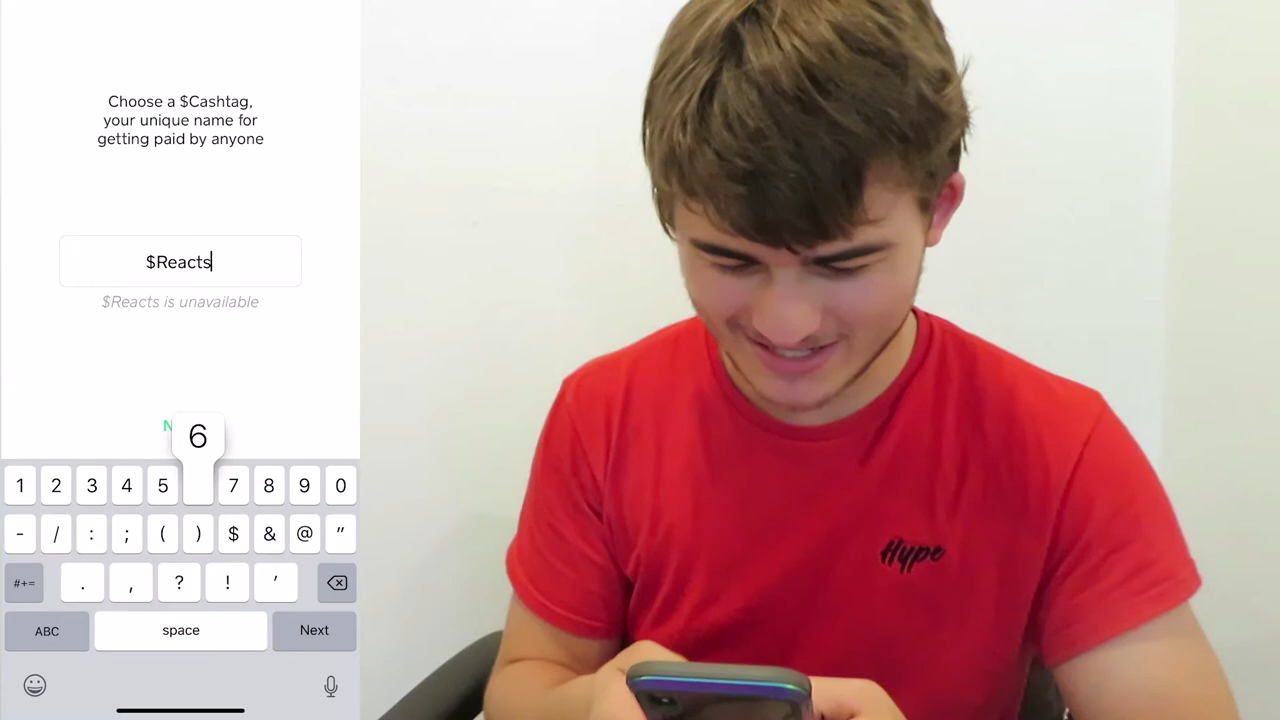 Choose a $Cashtag,
your unique name for
getting paid by anyone
$Reacts
$Reacts is unavailable
N
6
1 2 3 4 5 7 8 9 0
- / : ; ( ) $ & @ ”
#+= . , ? ! ’
ABC space Next
Hype